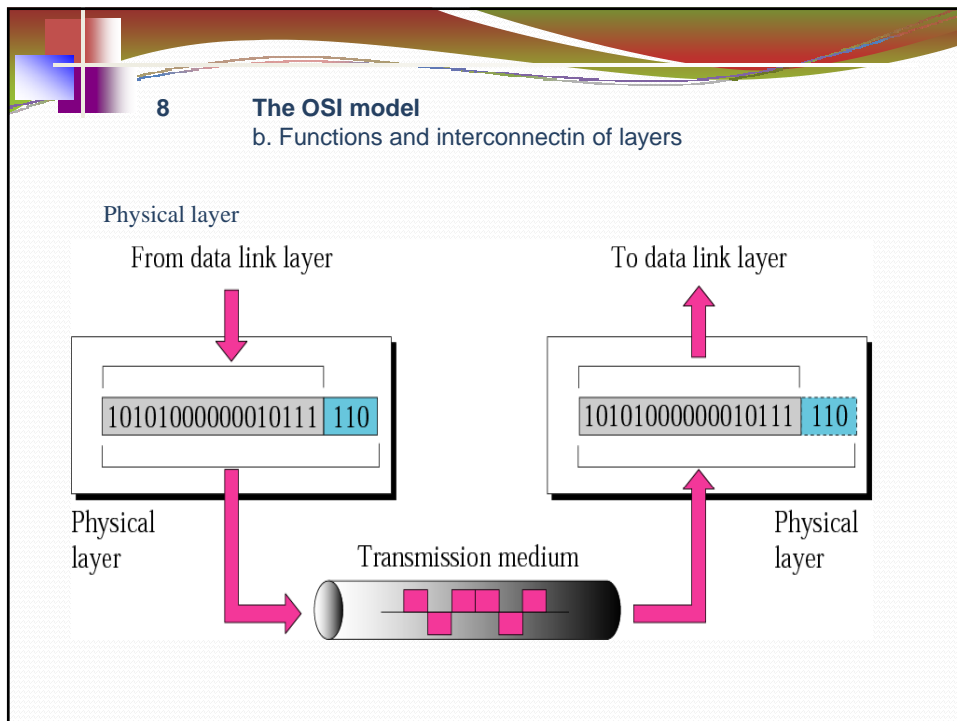 8 The OSI model
b. Functions and interconnectin of layers
Physical layer
From data link layer
To data link layer
10101000000010111 110
10101000000010111 110
Physical
layer
Transmission medium
Physical
layer